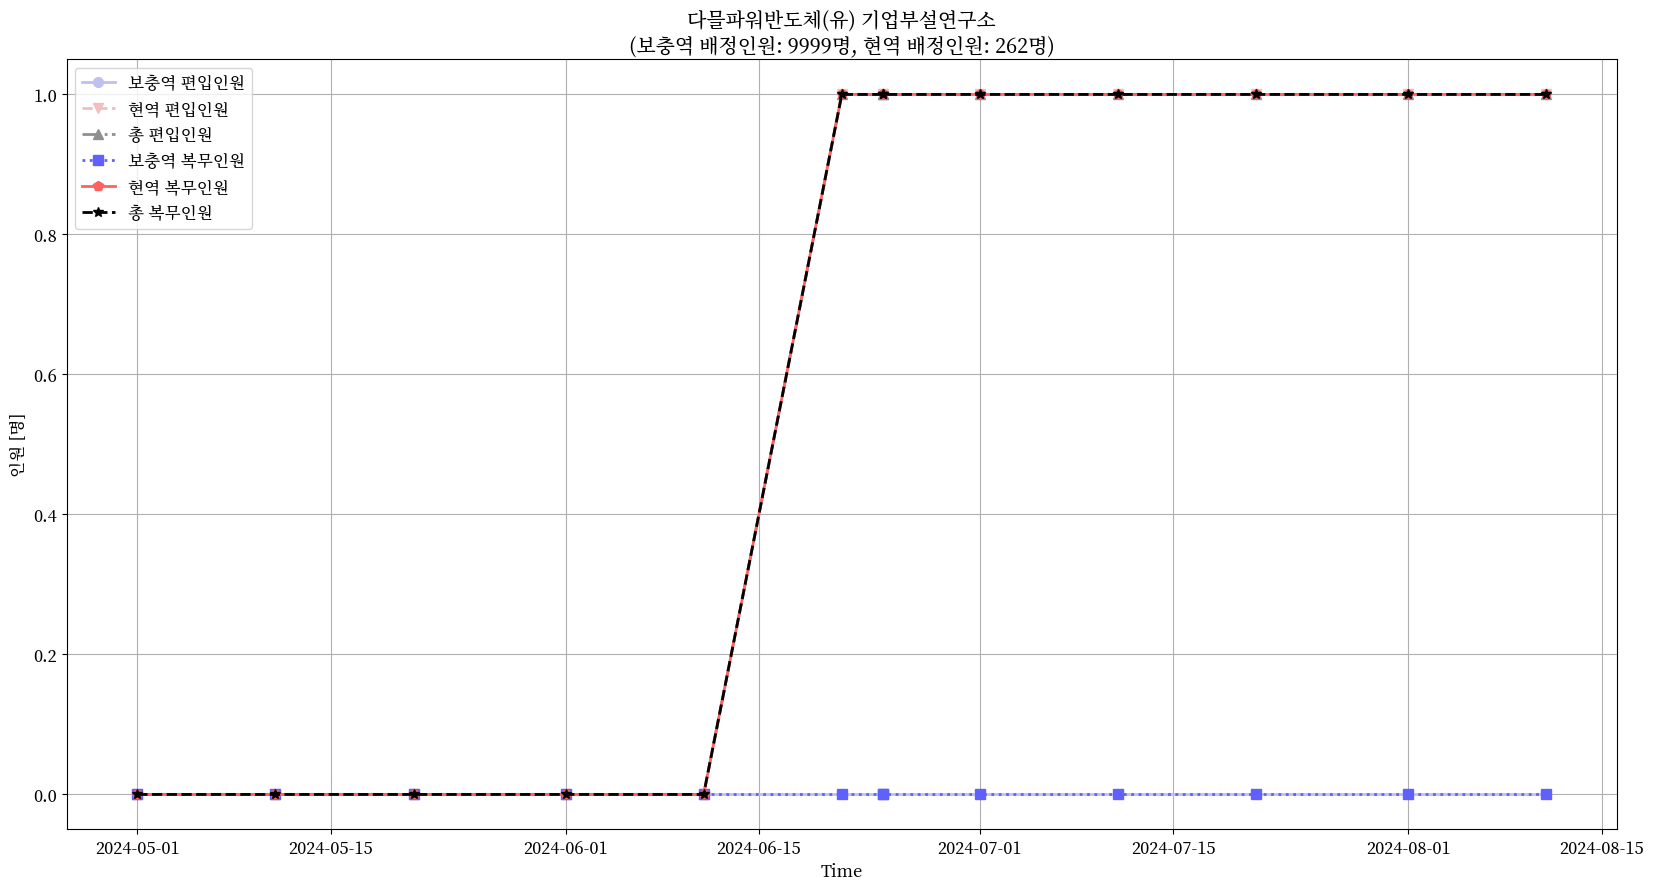 다믈파워반도체(유) 기업부설연구소
(보충역 배정인원: 9999명, 현역 배정인원: 262명)
보충역 편입인원
현역 편입인원
총 편입인원
보충역 복무인원
현역 복무인원
총 복무인원
1.0
0.8
0.6
0.4
0.2
0.0
인원 [명]
2024-05-01
2024-05-15
2024-06-01
2024-06-15
2024-07-01
2024-07-15
2024-08-01
2024-08-15
Time